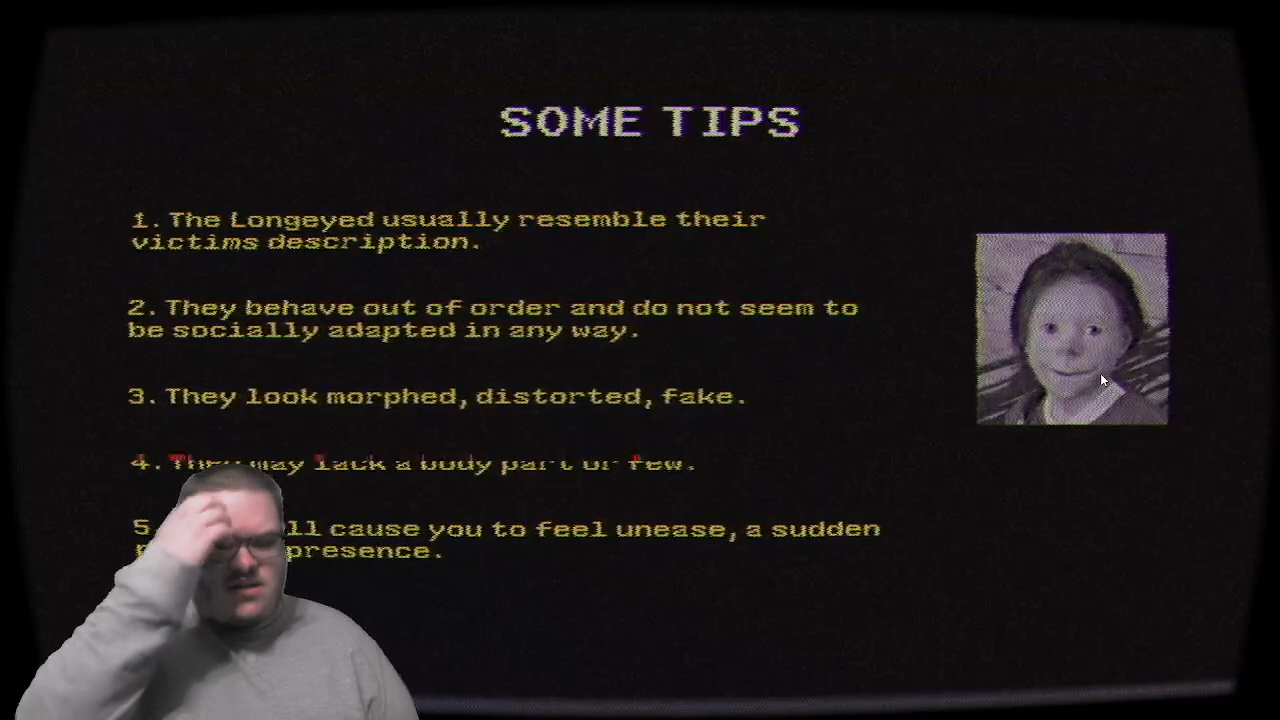 SOME TIPS
1. The Longeyed usually resemble their
victims description.
2. They behave out of order and do not seem to
be socially adapted in any way.
3. They look morphed, distorted, fake.
4. They may lack a body part or few.
5. ll cause you to feel unease, a sudden
presence.